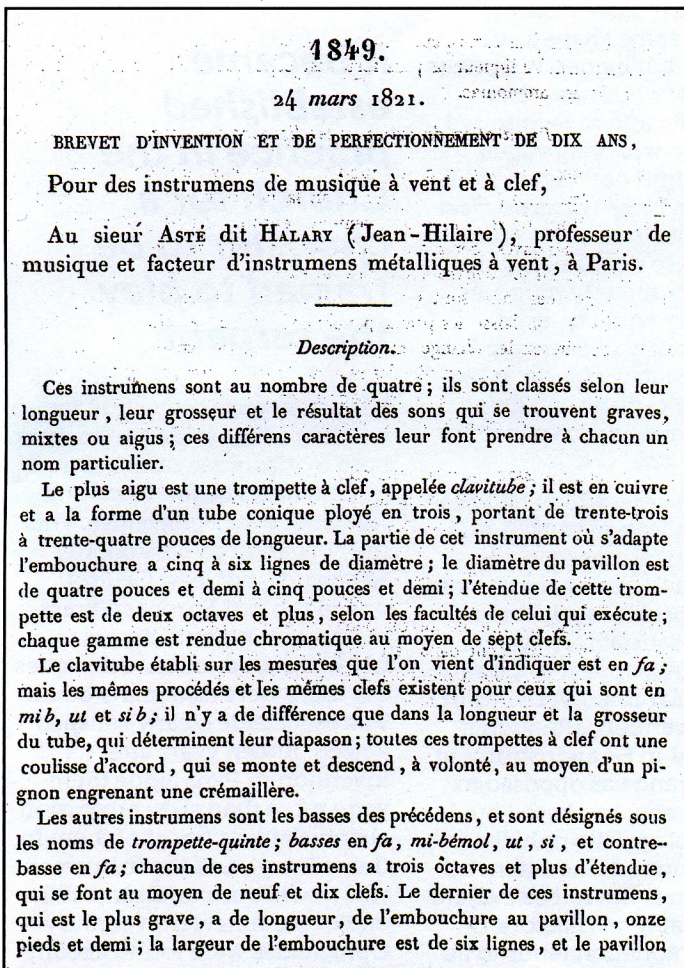 1849.
24 mars 1821.
BREVET D'INVENTION ET DE PERFECTIONNEMENT DE DIX ANS,
Pour des instrumens de musique à vent et à clef,
Au sieur ASTÉ dit HALARY (Jean-Hilaire), professeur de
musique et facteur d'instrumens métalliques à vent, à Paris.
Description.
Ces instrumens sont au nombre de quatre; ils sont classés selon leur
longueur, leur grosseur et le résultat des sons qui se trouvent graves,
mixtes ou aigus; ces différens caractères leur font prendre à chacun un
nom particulier.
Le plus aigu est une trompette à clef, appelée clavitube; il est en cuivre
et a la forme d'un tube conique ployé en trois, portant de trente-trois
à trente-quatre pouces de longueur. La partie de cet instrument où s'adapte
l'embouchure a cinq à six lignes de diamètre; le diamètre du pavillon est
de quatre pouces et demi à cinq pouces et demi; l'étendue de cette trom-
pette est de deux octaves et plus, selon les facultés de celui qui exécute;
chaque gamme est rendue chromatique au moyen de sept clefs.
Le clavitube établi sur les mesures que l'on vient d'indiquer est en fa;
mais les mêmes procédés et les mêmes clefs existent pour ceux qui sont en
mi b, ut et si b; il n'y a de différence que dans la longueur et la grosseur
du tube, qui déterminent leur diapason; toutes ces trompettes à clef ont une
coulisse d'accord, qui se monte et descend, à volonté, au moyen d'un pi-
gnon engrenant une crémaillère.
Les autres instrumens sont les basses des précédens, et sont désignés sous
les noms de trompette-quinte; basses en fa, mi-bémol, ut, si, et contre-
basse en fa; chacun de ces instrumens a trois octaves et plus d'étendue,
qui se font au moyen de neuf et dix clefs. Le dernier de ces instrumens,
qui est le plus grave, a de longueur, de l'embouchure au pavillon, onze
pieds et demi; la largeur de l'embouchure est de six lignes, et le pavillon